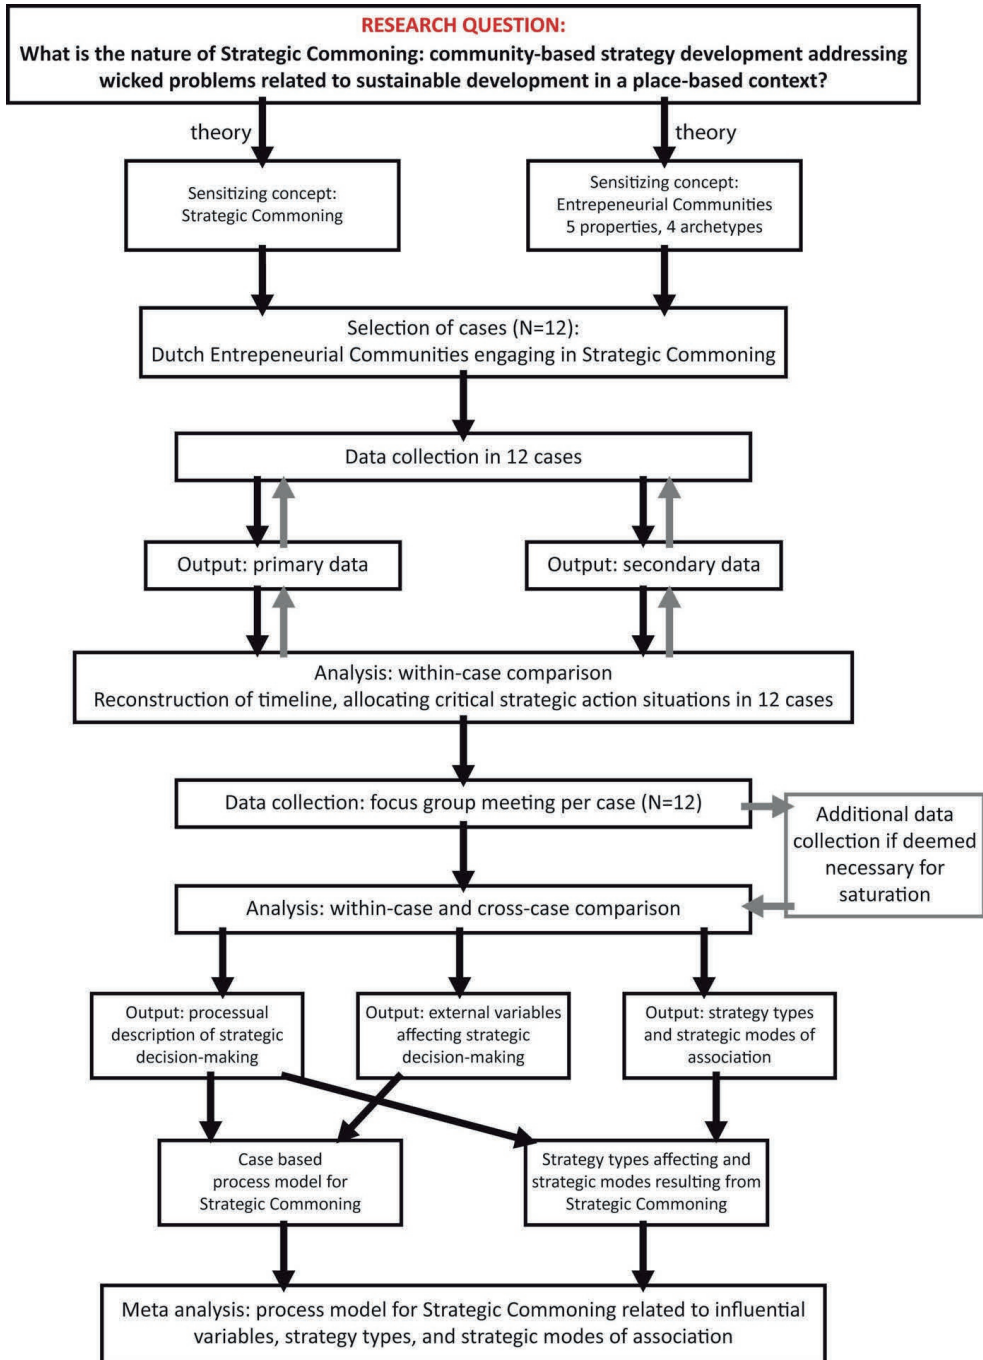 RESEARCH QUESTION:
What is the nature of Strategic Commoning: community-based strategy development addressing
wicked problems related to sustainable development in a place-based context?
theory
theory
Sensitizing concept:
Strategic Commoning
Sensitizing concept:
Entrepeneurial Communities
5 properties, 4 archetypes
Selection of cases (N=12):
Dutch Entrepeneurial Communities engaging in Strategic Commoning
Data collection in 12 cases
Output: primary data
Output: secondary data
Analysis: within-case comparison
Reconstruction of timeline, allocating critical strategic action situations in 12 cases
Data collection: focus group meeting per case (N=12)
Additional data
collection if deemed
necessary for
saturation
Analysis: within-case and cross-case comparison
Output: processual
description of strategic
decision-making
Output: external variables
affecting strategic
decision-making
Output: strategy types
and strategic modes of
association
Case based
process model for
Strategic Commoning
Strategy types affecting and
strategic modes resulting from
Strategic Commoning
Meta analysis: process model for Strategic Commoning related to influential
variables, strategy types, and strategic modes of association